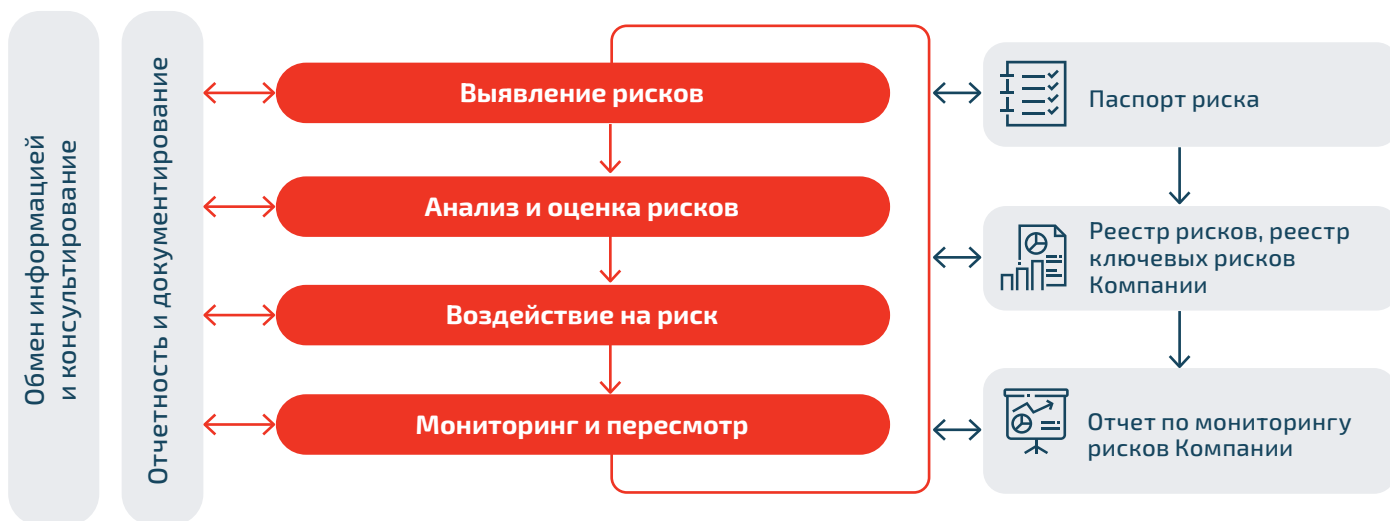 Обмен информацией
и консультирование
Отчетность и документирование
Выявление рисков
Анализ и оценка рисков
Воздействие на риск
Мониторинг и пересмотр
Паспорт риска
Реестр рисков, реестр
ключевых рисков
Компании
Отчет по мониторингу
рисков Компании